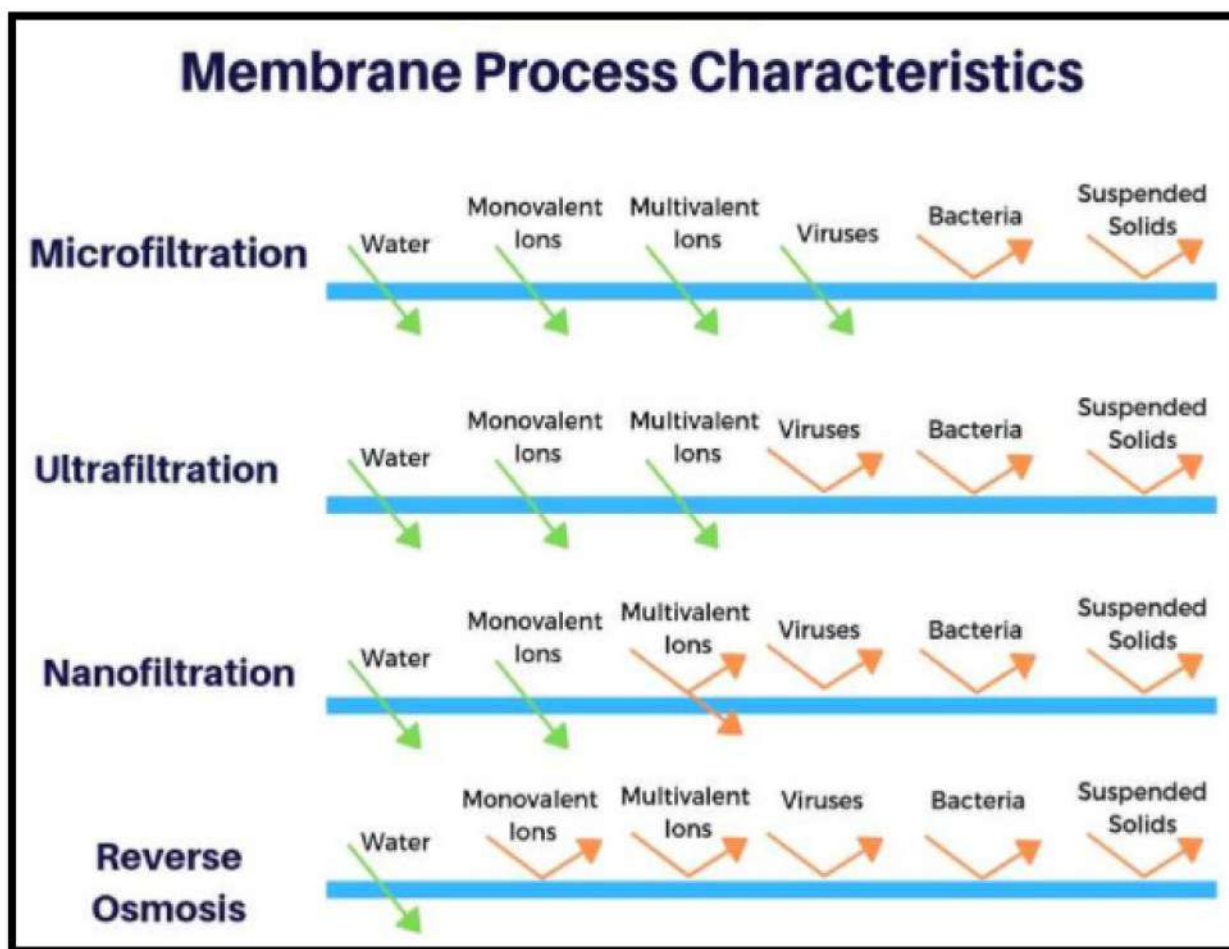 Membrane Process Characteristics
Microfiltration
Water
Monovalent
Ions
Multivalent
Ions
Viruses
Bacteria
Suspended
Solids
Ultrafiltration
Water
Monovalent
Ions
Multivalent
Ions
Viruses
Bacteria
Suspended
Solids
Nanofiltration
Water
Monovalent
Ions
Multivalent
Ions
Viruses
Bacteria
Suspended
Solids
Reverse
Osmosis
Water
Monovalent
Ions
Multivalent
Ions
Viruses
Bacteria
Suspended
Solids